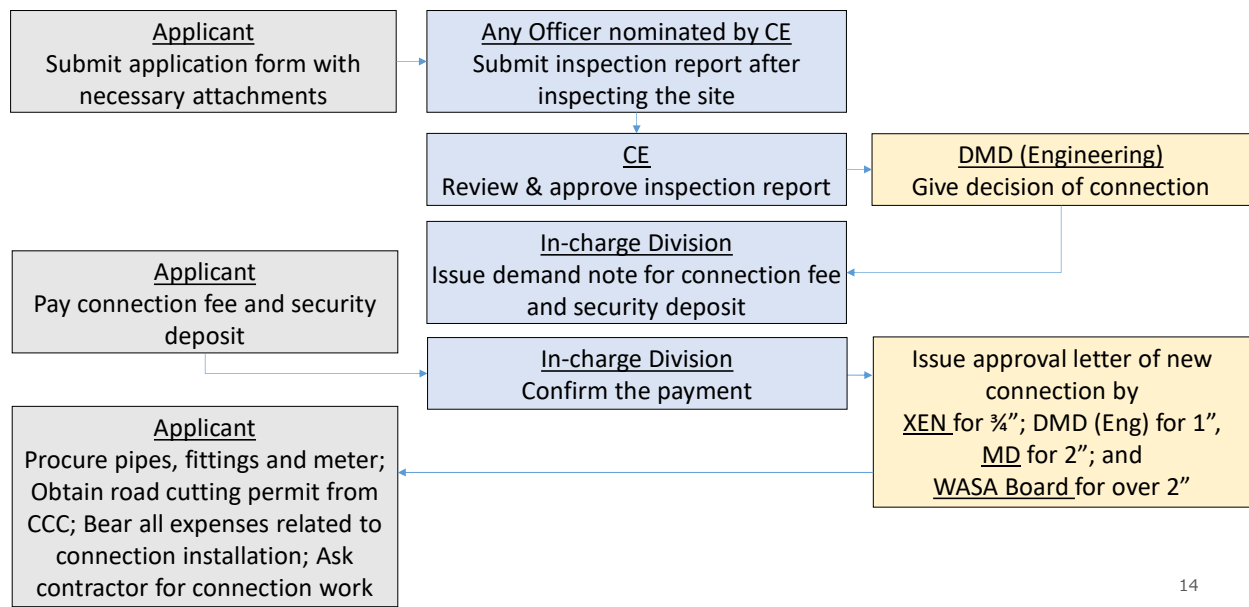 Applicant
Submit application form with
necessary attachments
Any Officer nominated by CE
Submit inspection report after
inspecting the site
CE
Review & approve inspection report
DMD (Engineering)
Give decision of connection
In-charge Division
Issue demand note for connection fee
and security deposit
Applicant
Pay connection fee and security
deposit
In-charge Division
Confirm the payment
Issue approval letter of new
connection by
XEN for ¾”; DMD (Eng) for 1”,
MD for 2”; and
WASA Board for over 2”
Applicant
Procure pipes, fittings and meter;
Obtain road cutting permit from
CCC; Bear all expenses related to
connection installation; Ask
contractor for connection work
14